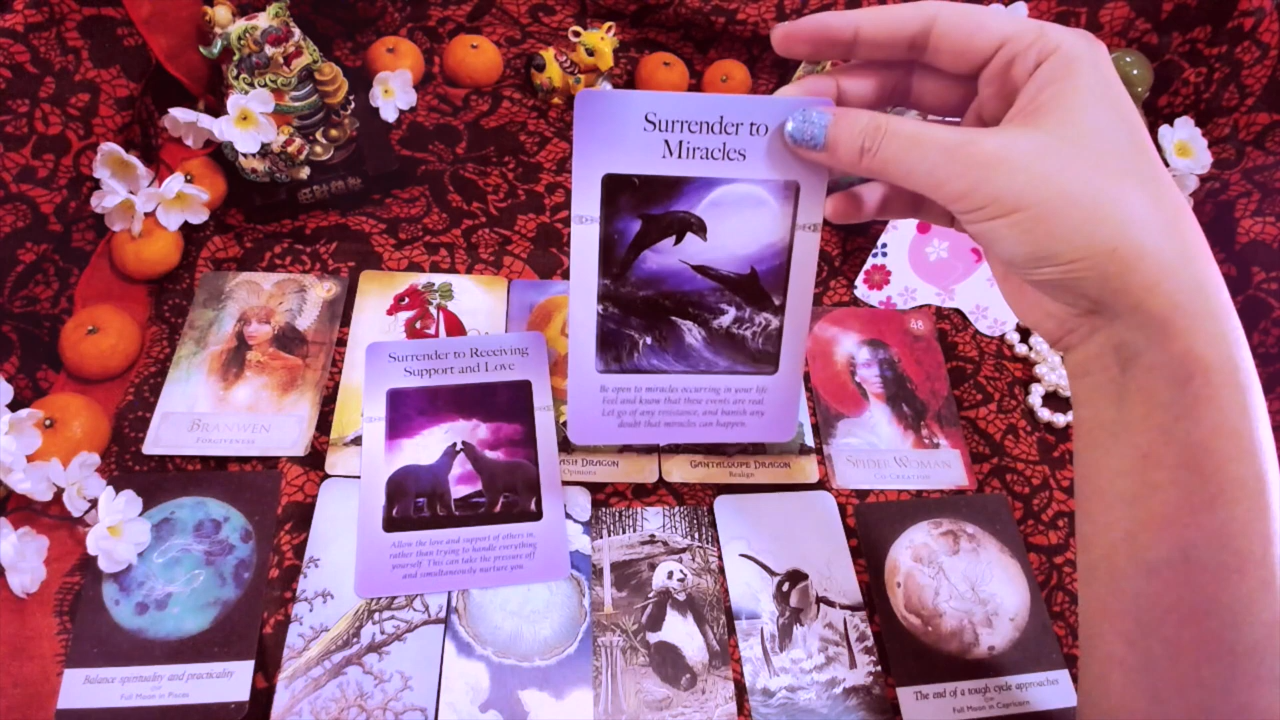 Surrender to
Miracles
Be open to miracles occurring in your life
Feel and know that these events are real.
Let go of any resistance, and banish any
doubt that miracles can happen.
Surrender to Receiving
Support and Love
Allow the love and support of others in,
rather than trying to handle everything
yourself. This can take the pressure off
and simultaneously nurture you.
48
BRANWEN
FORGIVENESS
ASH DRAGON
Opinions
CANTALOUPE DRAGON
Realign
SPIDER WOMAN
CO-CREATION
Balance spirituality and practicality
Full Moon in Pisces
The end of a tough cycle approaches
Full Moon in Capricorn